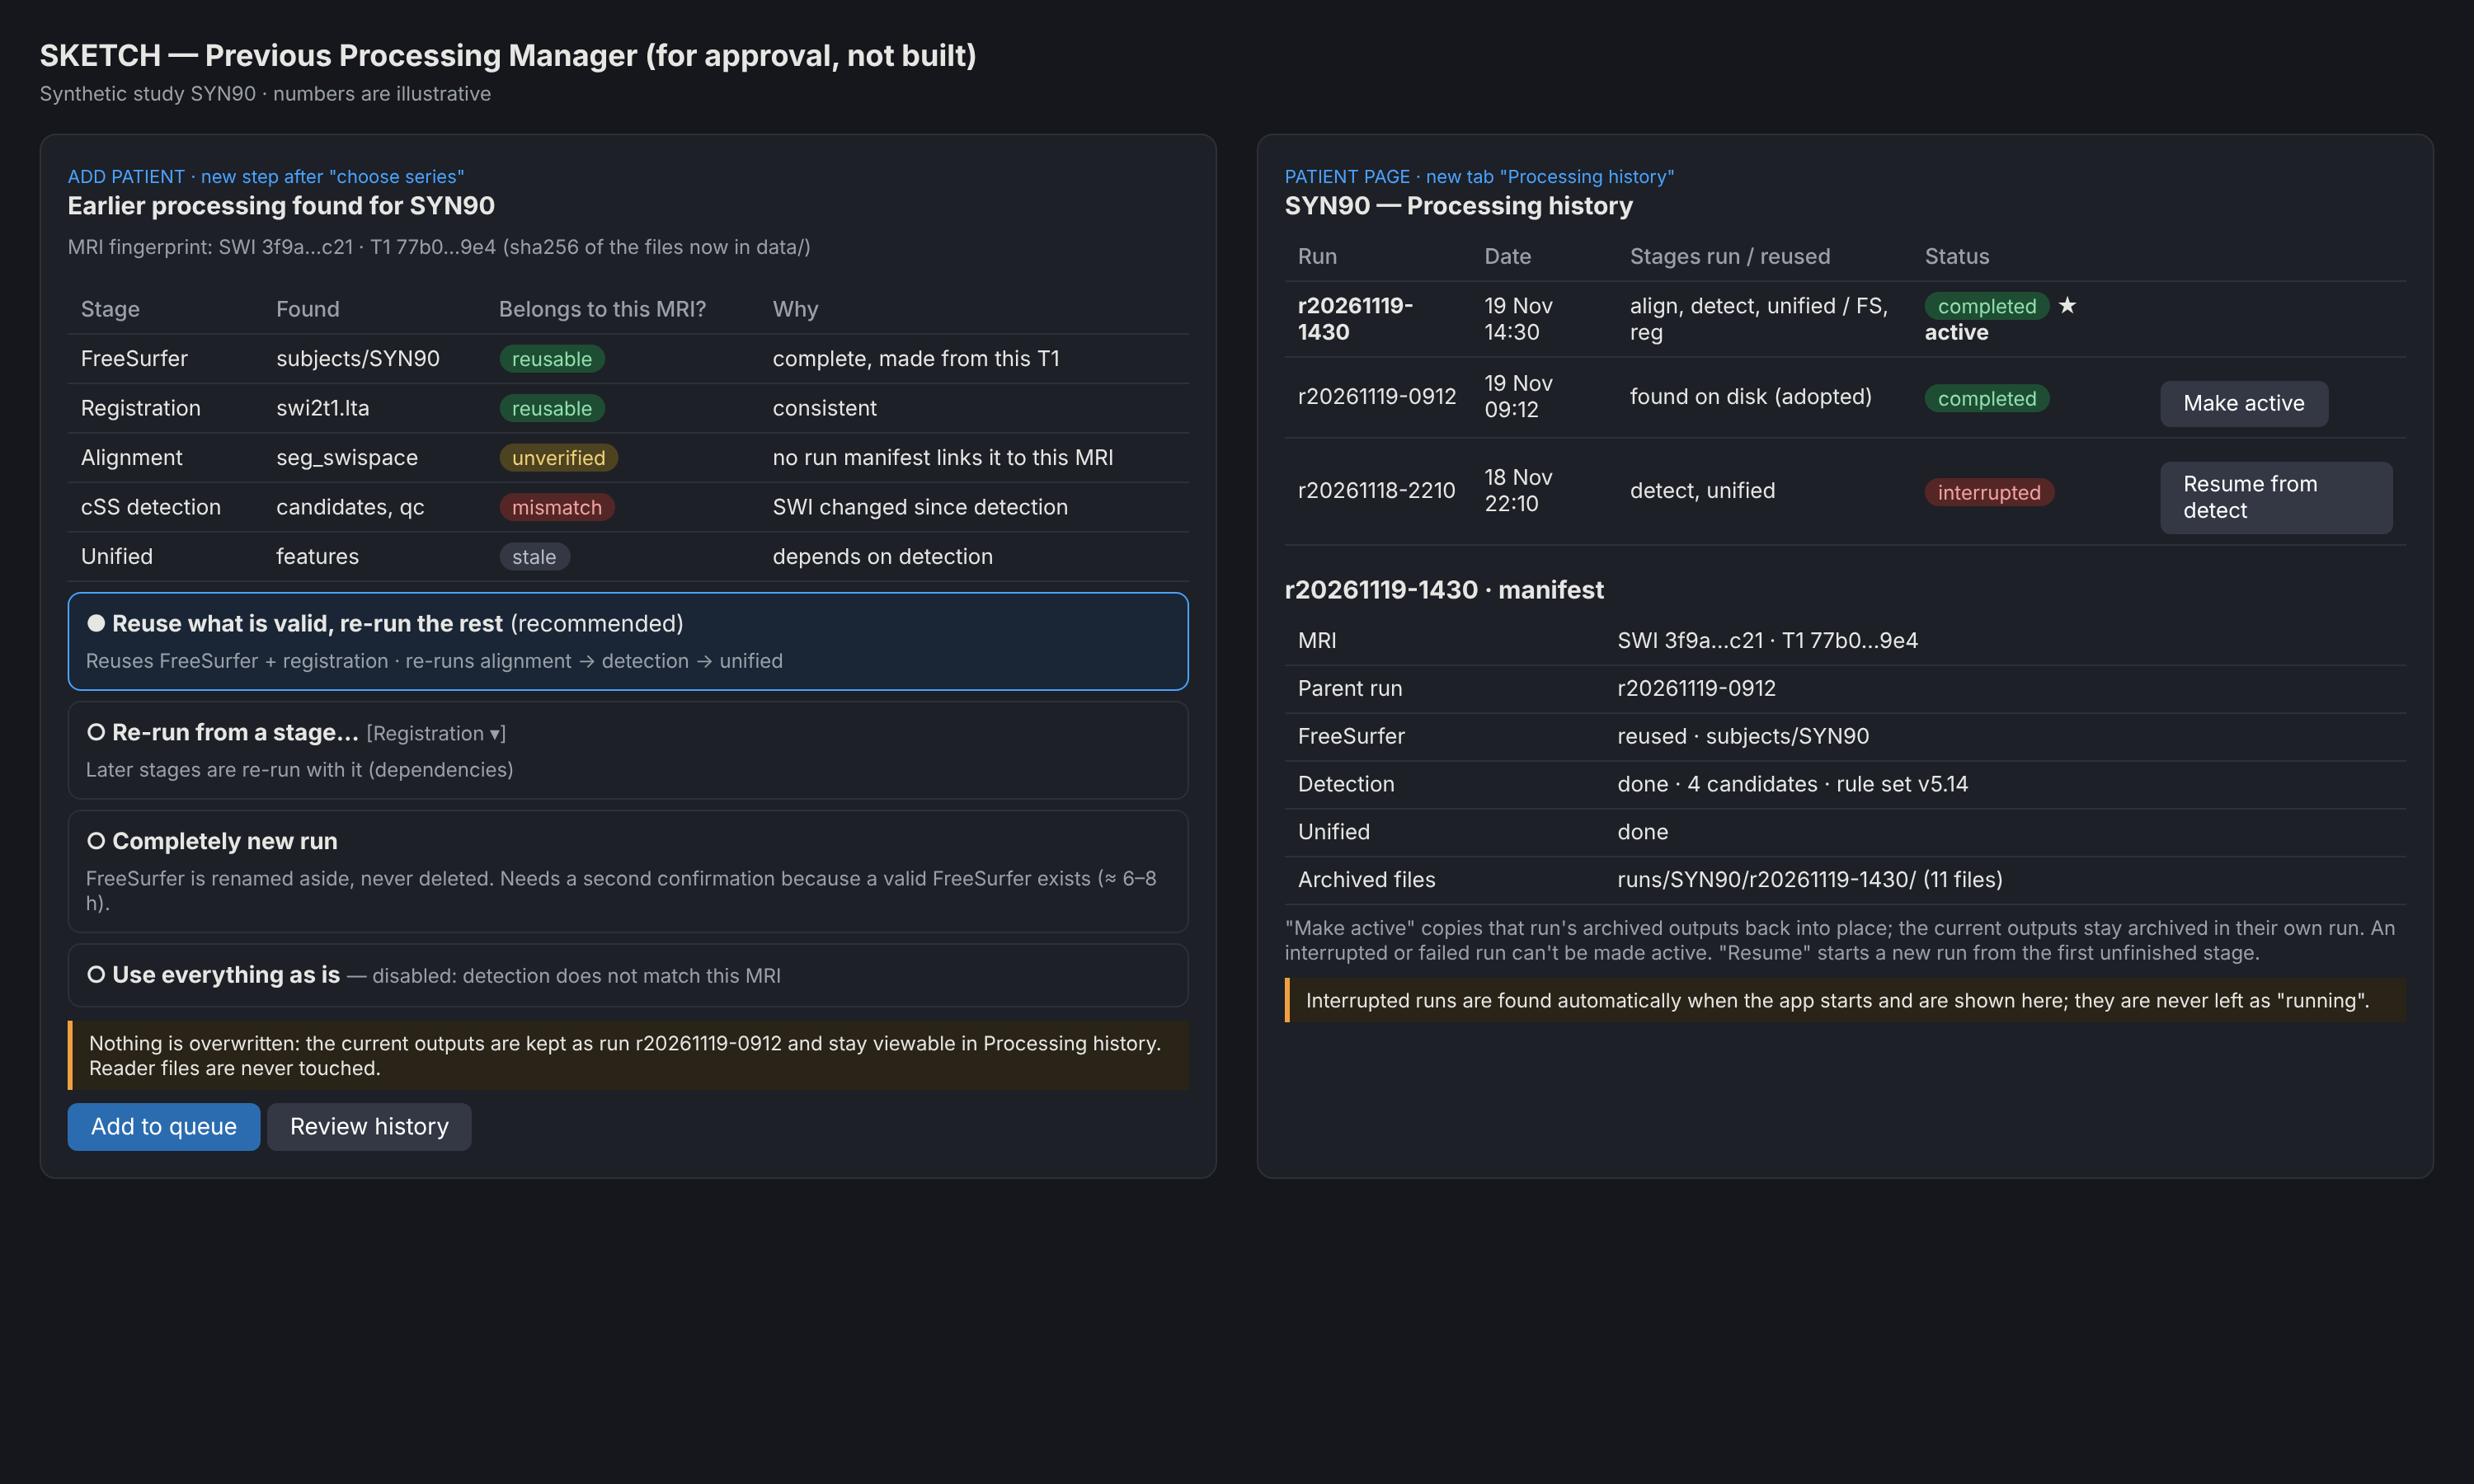 SKETCH — Previous Processing Manager (for approval, not built)
Synthetic study SYN90 · numbers are illustrative
ADD PATIENT · new step after "choose series"
Earlier processing found for SYN90
MRI fingerprint: SWI 3f9a…c21 · T1 77b0…9e4 (sha256 of the files now in data/)
Stage Found Belongs to this MRI? Why
FreeSurfer subjects/SYN90 reusable complete, made from this T1
Registration swi2t1.lta reusable consistent
Alignment seg_swispace unverified no run manifest links it to this MRI
cSS detection candidates, qc mismatch SWI changed since detection
Unified features stale depends on detection
Reuse what is valid, re-run the rest (recommended)
Reuses FreeSurfer + registration · re-runs alignment → detection → unified
Re-run from a stage… [Registration ▾]
Later stages are re-run with it (dependencies)
Completely new run
FreeSurfer is renamed aside, never deleted. Needs a second confirmation because a valid FreeSurfer exists (≈ 6–8
h).
Use everything as is — disabled: detection does not match this MRI
Nothing is overwritten: the current outputs are kept as run r20261119-0912 and stay viewable in Processing history.
Reader files are never touched.
Add to queue Review history
PATIENT PAGE · new tab "Processing history"
SYN90 — Processing history
Run Date Stages run / reused Status
r20261119- 19 Nov align, detect, unified / FS, completed ★
1430 14:30 reg active
r20261119-0912 19 Nov found on disk (adopted) completed Make active
09:12
r20261118-2210 18 Nov detect, unified interrupted Resume from
22:10 detect
r20261119-1430 · manifest
MRI SWI 3f9a…c21 · T1 77b0…9e4
Parent run r20261119-0912
FreeSurfer reused · subjects/SYN90
Detection done · 4 candidates · rule set v5.14
Unified done
Archived files runs/SYN90/r20261119-1430/ (11 files)
"Make active" copies that run's archived outputs back into place; the current outputs stay archived in their own run. An
interrupted or failed run can't be made active. "Resume" starts a new run from the first unfinished stage.
Interrupted runs are found automatically when the app starts and are shown here; they are never left as "running".